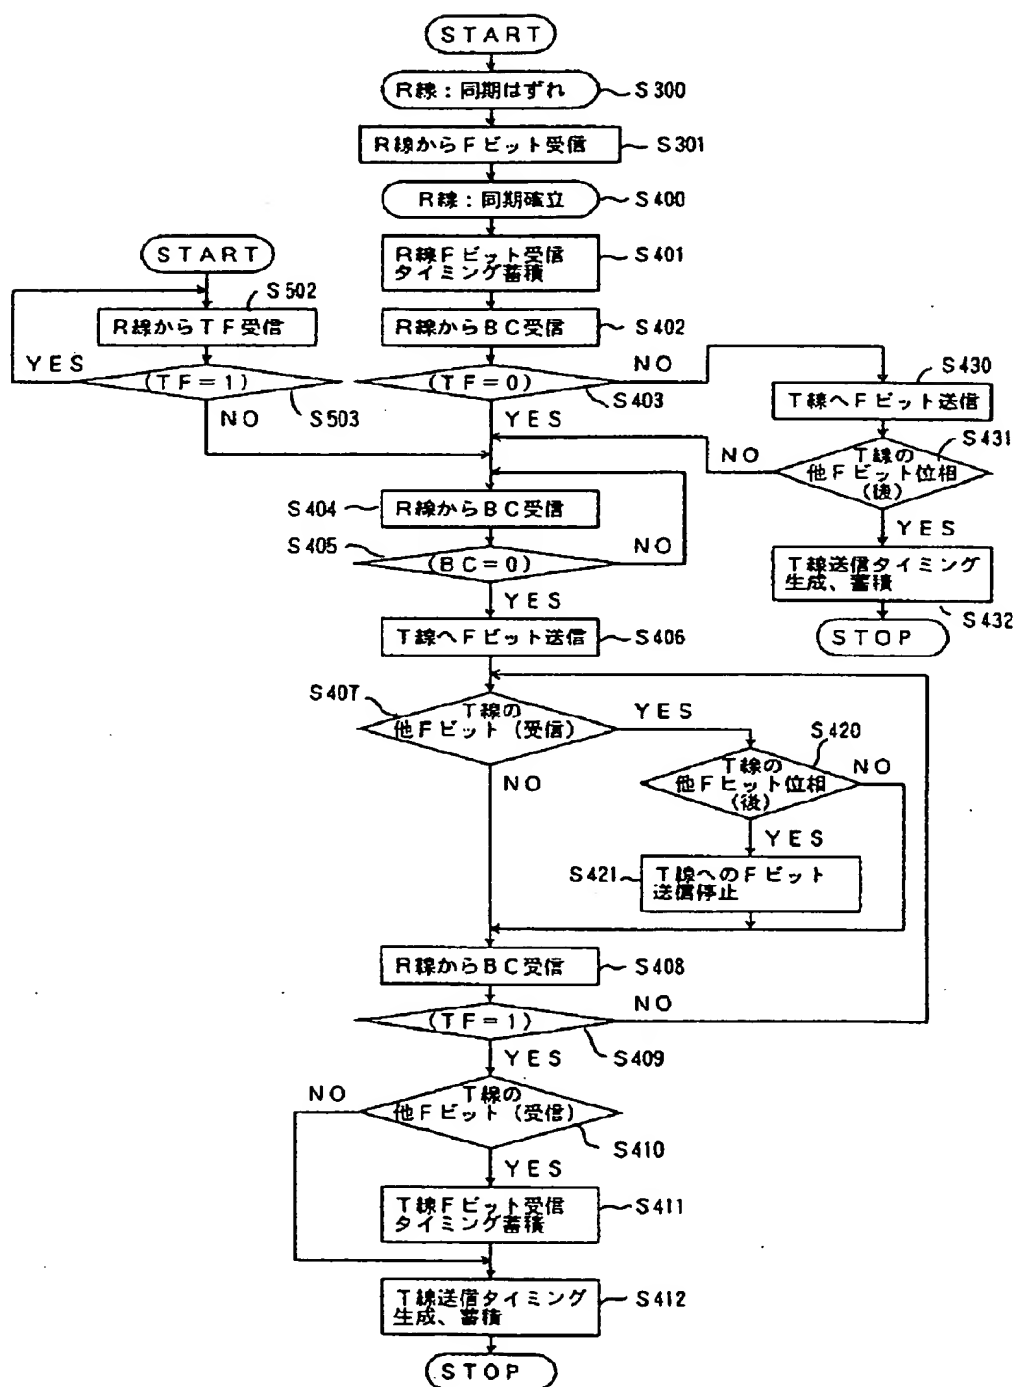 START
R線：同期はずれ
S300
R線からFビット受信
S301
R線：同期確立
S400
R線Fビット受信
タイミング蓄積
S401
R線からBC受信
S402
START
S502
R線からTF受信
YES
(TF=1)
NO
S503
(TF=0)
NO
S403
YES
S430
T線へFビット送信
S431
T線の
他Fビット位相
(後)
NO
YES
T線送信タイミング
生成、蓄積
S432
STOP
S404
R線からBC受信
S405
(BC=0)
NO
YES
T線へFビット送信
S406
S407
T線の
他Fビット(受信)
YES
NO
S420
T線の
他Fビット位相
(後)
NO
YES
S421
T線へのFビット
送信停止
R線からBC受信
S408
(TF=1)
NO
S409
YES
NO
T線の
他Fビット(受信)
S410
YES
T線Fビット受信
タイミング蓄積
S411
T線送信タイミング
生成、蓄積
S412
STOP